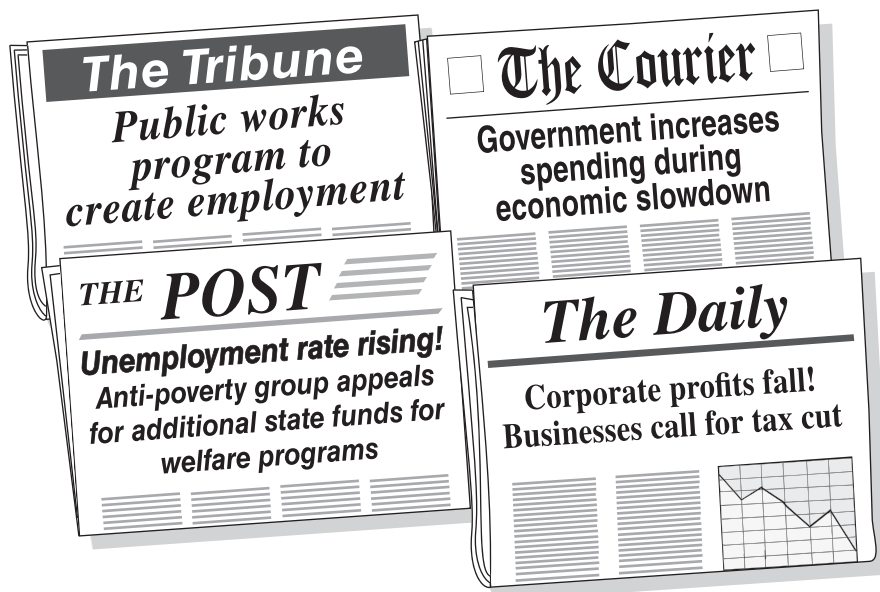 The Tribune
Public works
program to
create employment
The Courier
Government increases
spending during
economic slowdown
THE POST
Unemployment rate rising!
Anti-poverty group appeals
for additional state funds for
welfare programs
The Daily
Corporate profits fall!
Businesses call for tax cut